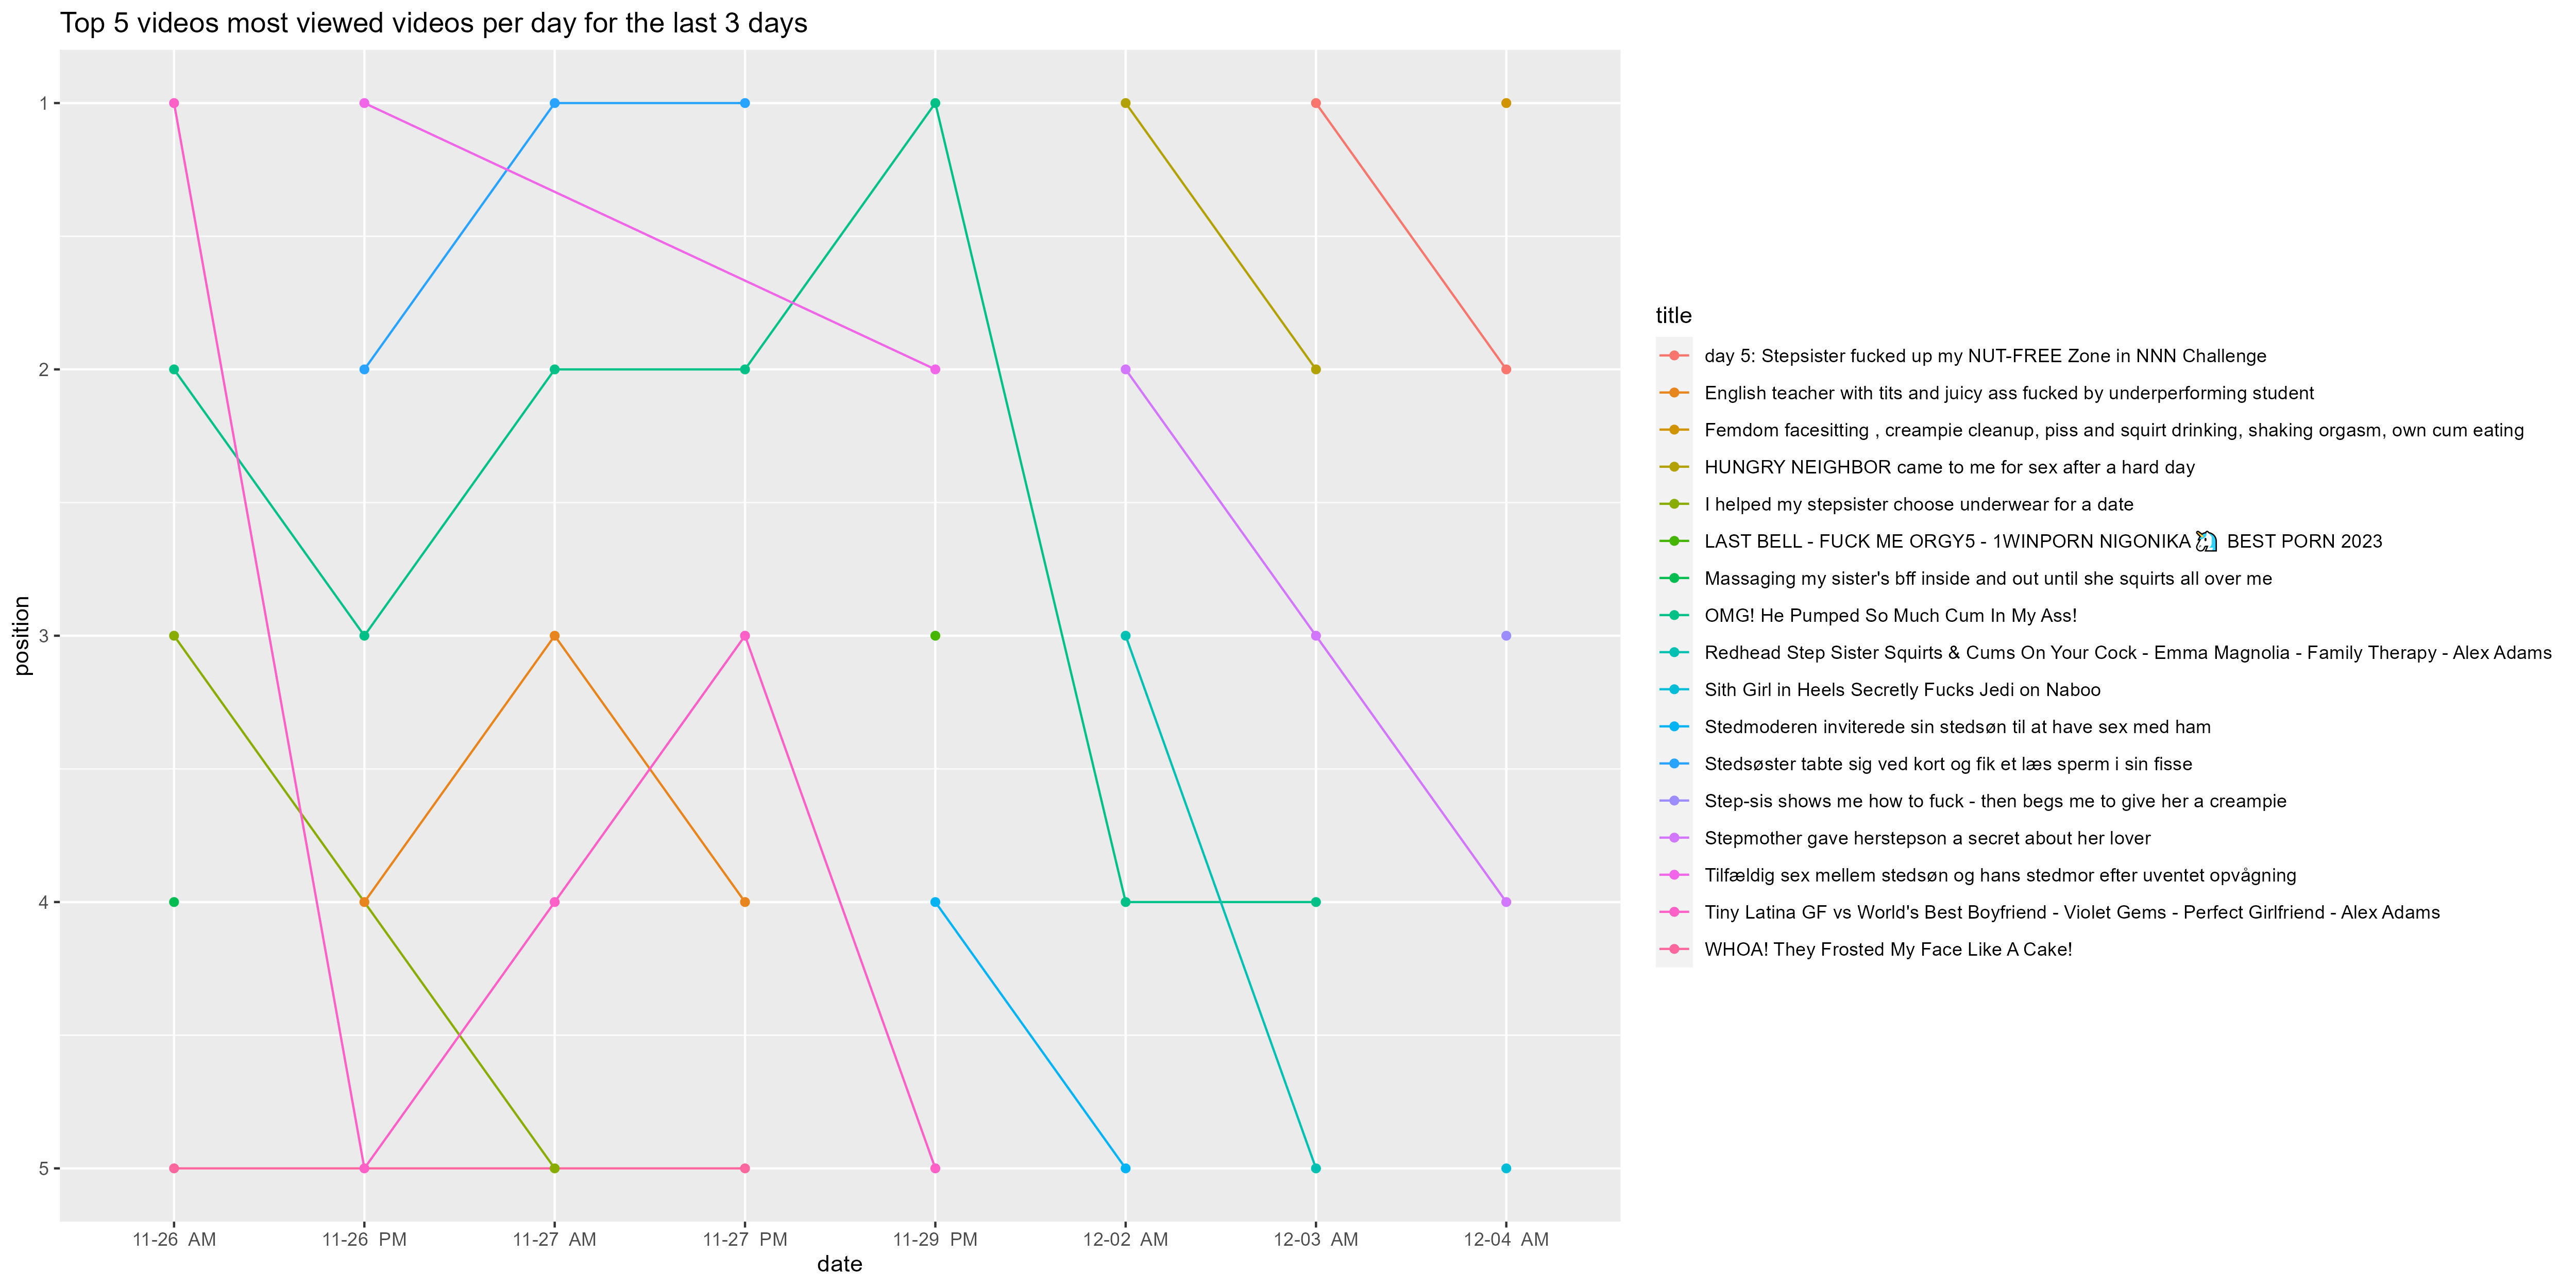 Top 5 videos most viewed videos per day for the last 3 days
position
1
2
3
4
5
11-26 AM
11-26 PM
11-27 AM
11-27 PM
11-29 PM
12-02 AM
12-03 AM
12-04 AM
date
title
day 5: Stepsister fucked up my NUT-FREE Zone in NNN Challenge
English teacher with tits and juicy ass fucked by underperforming student
Femdom facesitting , creampie cleanup, piss and squirt drinking, shaking orgasm, own cum eating
HUNGRY NEIGHBOR came to me for sex after a hard day
I helped my stepsister choose underwear for a date
LAST BELL - FUCK ME ORGY5 - 1WINPORN NIGONIKA🦄 BEST PORN 2023
Massaging my sister's bff inside and out until she squirts all over me
OMG! He Pumped So Much Cum In My Ass!
Redhead Step Sister Squirts & Cums On Your Cock - Emma Magnolia - Family Therapy - Alex Adams
Sith Girl in Heels Secretly Fucks Jedi on Naboo
Stedmoderen inviterede sin stedsøn til at have sex med ham
Stedsøster tabte sig ved kort og fik et læs sperm i sin fisse
Step-sis shows me how to fuck - then begs me to give her a creampie
Stepmother gave herstepson a secret about her lover
Tilfældig sex mellem stedsøn og hans stedmor efter uventet opvågning
Tiny Latina GF vs World's Best Boyfriend - Violet Gems - Perfect Girlfriend - Alex Adams
WHOA! They Frosted My Face Like A Cake!